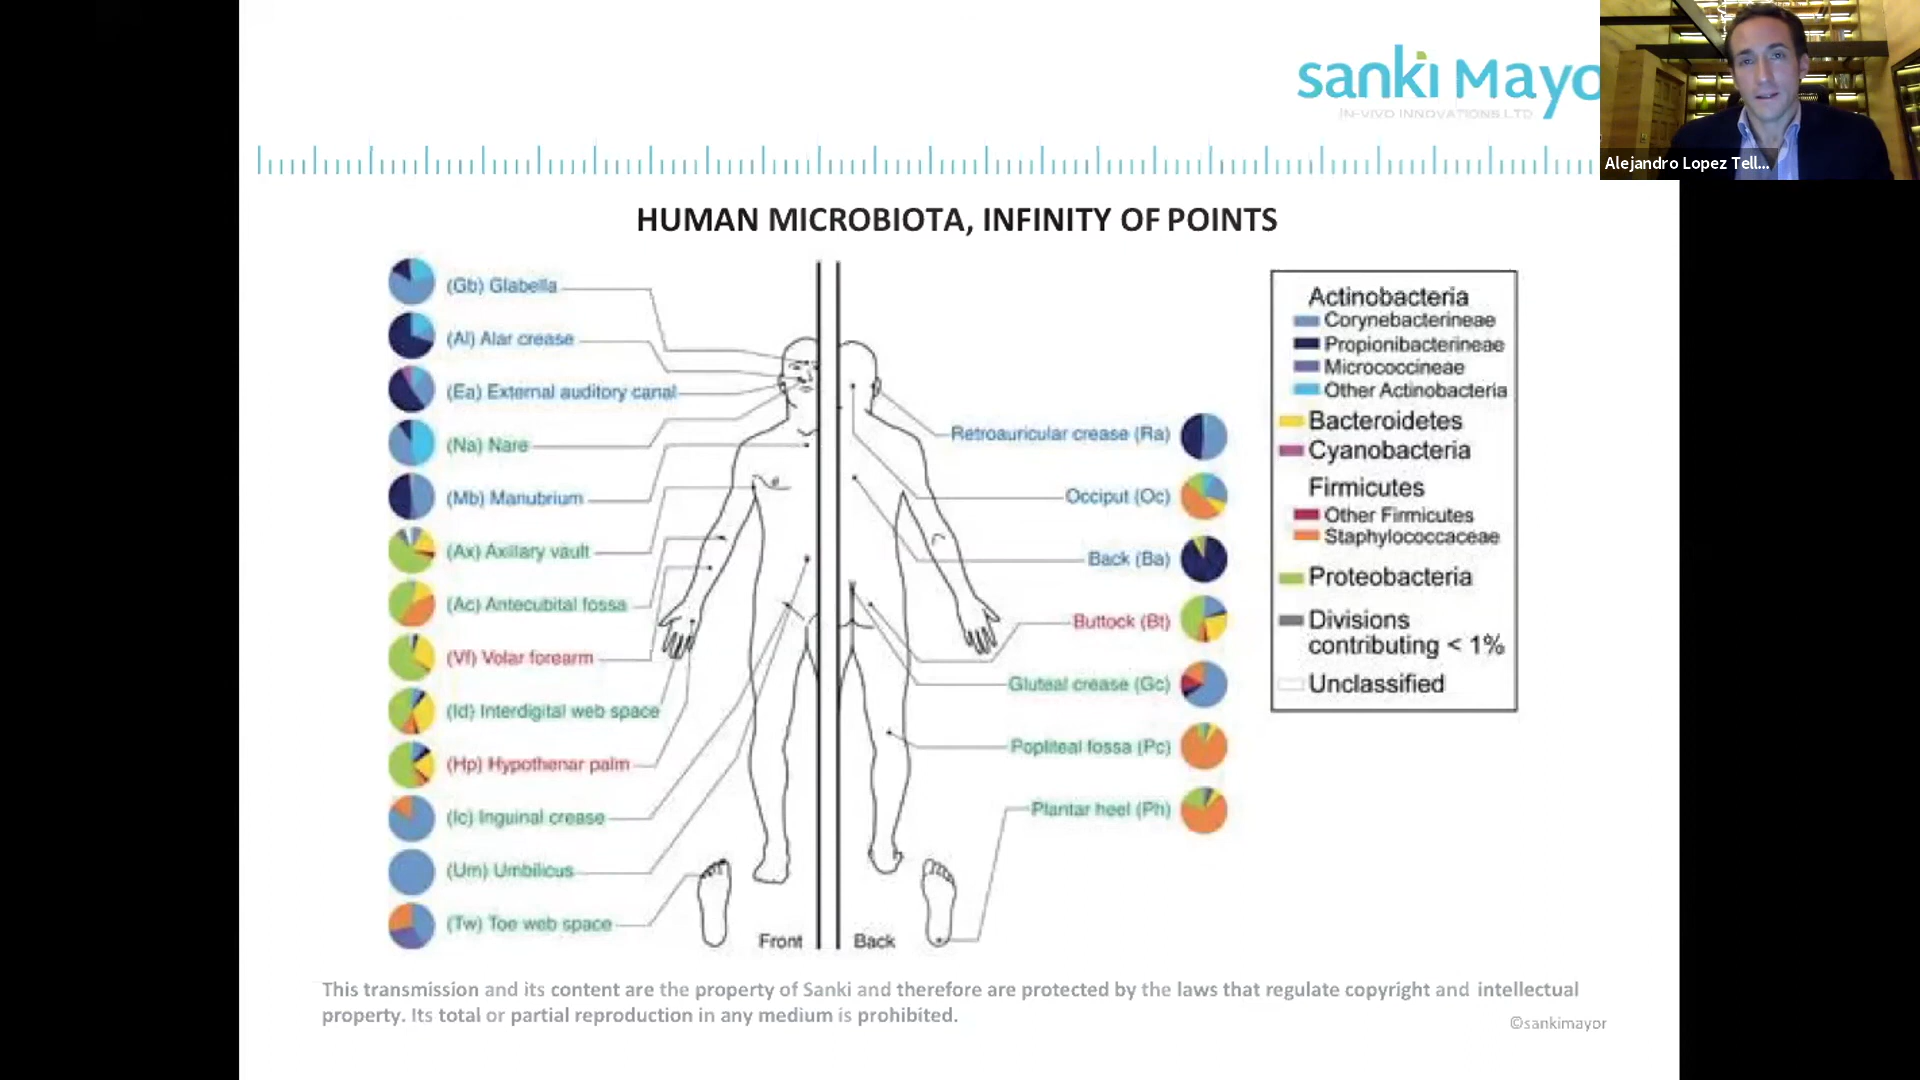 sanki Mayo
IN-VIVO INNOVATIONS LTD
Alejandro Lopez Tell...
HUMAN MICROBIOTA, INFINITY OF POINTS
(Gb) Glabella
(Al) Alar crease
(Ea) External auditory canal
(Na) Nare
(Mb) Manubrium
(Ax) Axillary vault
(Ac) Antecubital fossa
(Vf) Volar forearm
(Id) Interdigital web space
(Hp) Hypothenar palm
(Ic) Inguinal crease
(Um) Umbilicus
(Tw) Toe web space
Front
Back
Retroauricular crease (Ra)
Occiput (Oc)
Back (Ba)
Buttock (Bt)
Gluteal crease (Gc)
Popliteal fossa (Pc)
Plantar heel (Ph)
Actinobacteria
Corynebacterineae
Propionibacterineae
Micrococcineae
Other Actinobacteria
Bacteroidetes
Cyanobacteria
Firmicutes
Other Firmicutes
Staphylococcaceae
Proteobacteria
Divisions
contributing < 1%
Unclassified
This transmission and its content are the property of Sanki and therefore are protected by the laws that regulate copyright and intellectual
property. Its total or partial reproduction in any medium is prohibited.
©sankimayor